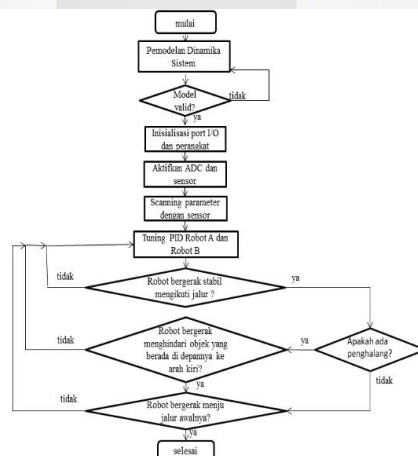 mulai
Pemodelan Dinamika
Sistem
Model
valid?
tidak
ya
Inisialisasi port I/O
dan perangkat
Aktifkan ADC dan
sensor
Scanning parameter
dengan sensor
Tuning PID Robot A dan
Robot B
tidak
Robot bergerak stabil
mengikuti jalur ?
ya
tidak
Robot bergerak
menghindari objek yang
berada di depannya ke
arah kiri?
ya
Apakah ada
penghalang?
ya
tidak
tidak
Robot bergerak menju
jalur awalnya?
ya
selesai